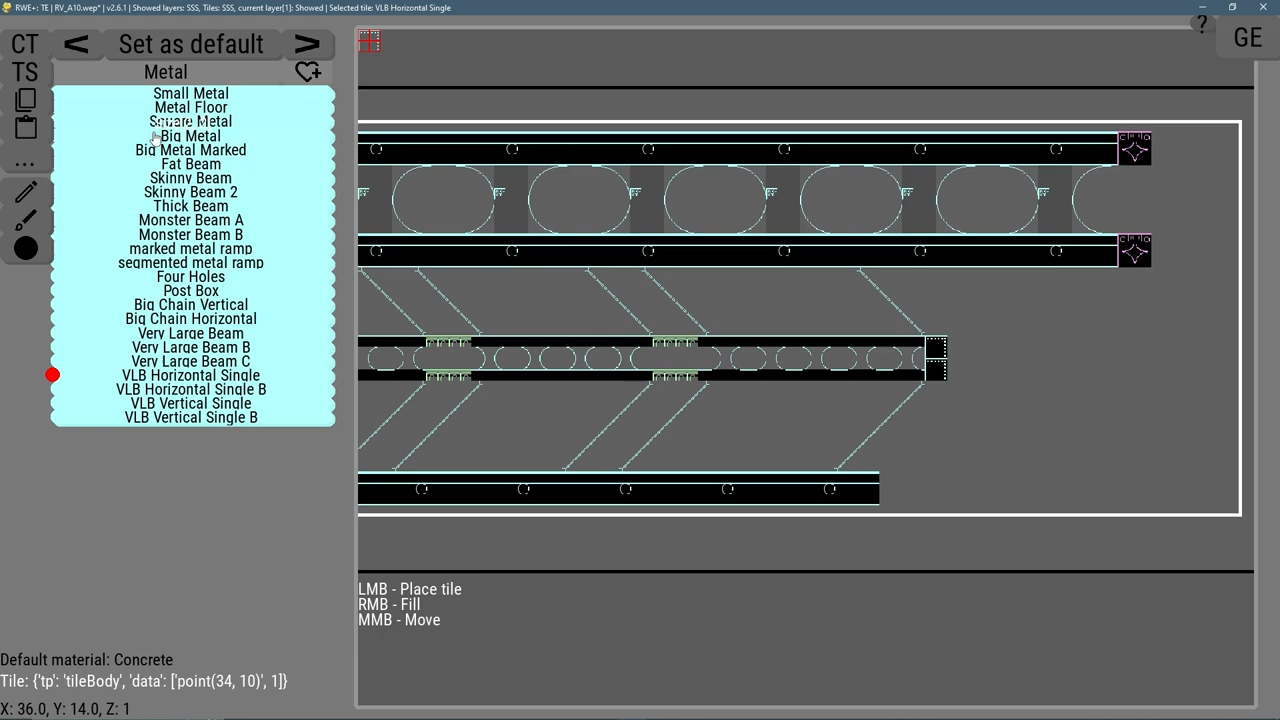 RWE+: TE | RV_A10.wep* | v2.6.1 | Showed layers: SSS, Tiles: SSS, current layer[1]: Showed | Selected tile: VLB Horizontal Single
CT < Set as default > ? GE
TS Metal
Small Metal
Metal Floor
Square Metal
Big Metal
Big Metal Marked
Fat Beam
...
Skinny Beam
Skinny Beam 2
Thick Beam
Monster Beam A
Monster Beam B
marked metal ramp
segmented metal ramp
Four Holes
Post Box
Big Chain Vertical
Big Chain Horizontal
Very Large Beam
Very Large Beam B
Very Large Beam C
VLB Horizontal Single
VLB Horizontal Single B
VLB Vertical Single
VLB Vertical Single B
LMB - Place tile
RMB - Fill
MMB - Move
Default material: Concrete
Tile: {'tp': 'tileBody', 'data': ['point(34, 10)', 1]}
X: 36.0, Y: 14.0, Z: 1